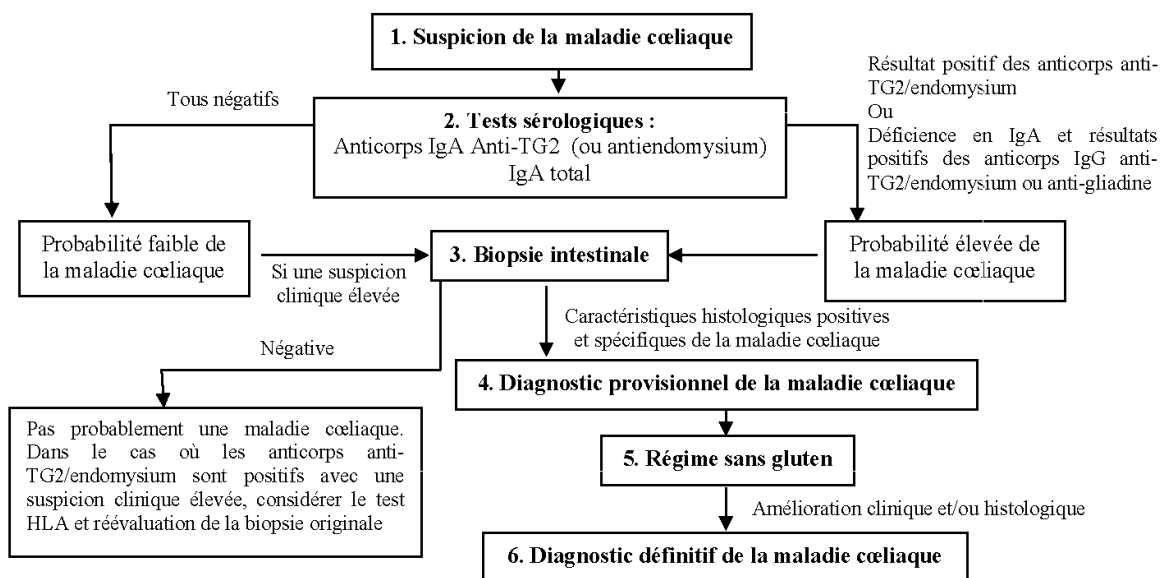 1. Suspicion de la maladie cœliaque
Tous négatifs
Résultat positif des anticorps anti-
TG2/endomysium
Ou
Déficience en IgA et résultats
positifs des anticorps IgG anti-
TG2/endomysium ou anti-gliadine
2. Tests sérologiques :
Anticorps IgA Anti-TG2 (ou antiendomysium)
IgA total
Probabilité faible de
la maladie cœliaque
Si une suspicion
clinique élevée
3. Biopsie intestinale
Probabilité élevée de
la maladie cœliaque
Négative
Caractéristiques histologiques positives
et spécifiques de la maladie cœliaque
4. Diagnostic provisionnel de la maladie cœliaque
Pas probablement une maladie cœliaque.
Dans le cas où les anticorps anti-
TG2/endomysium sont positifs avec une
suspicion clinique élevée, considérer le test
HLA et réévaluation de la biopsie originale
5. Régime sans gluten
Amélioration clinique et/ou histologique
6. Diagnostic définitif de la maladie cœliaque